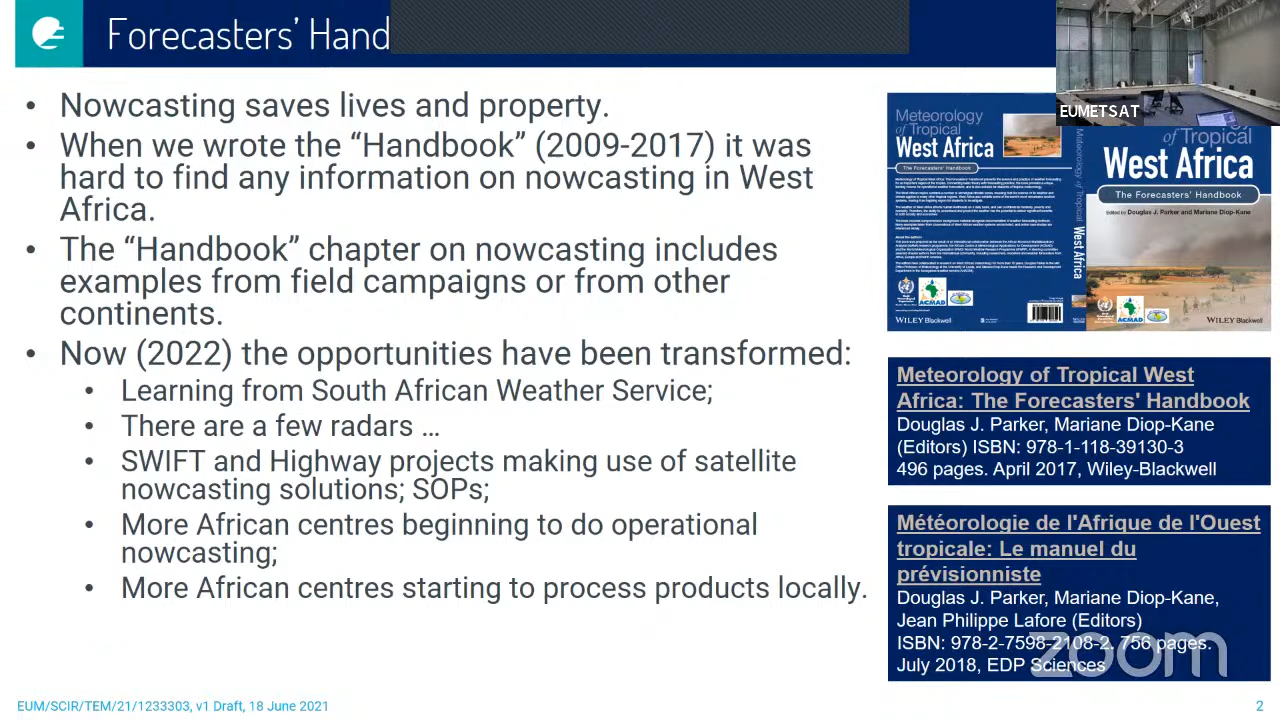 Forecasters' Hand
• Nowcasting saves lives and property.
• When we wrote the “Handbook” (2009-2017) it was
hard to find any information on nowcasting in West
Africa.
• The “Handbook” chapter on nowcasting includes
examples from field campaigns or from other
continents.
• Now (2022) the opportunities have been transformed:
• Learning from South African Weather Service;
• There are a few radars …
• SWIFT and Highway projects making use of satellite
nowcasting solutions; SOPs;
• More African centres beginning to do operational
nowcasting;
• More African centres starting to process products locally.
EUMETSAT
Meteorology
of Tropical
West Africa
The Forecasters' Handbook
ACMAD
WILEY Blackwell
Meteorology of Tropical
West Africa
of Tropical
West Africa
The Forecasters' Handbook
Edited by Douglas J. Parker and Mariane Diop-Kane
ACMAD
WILEY Blackwell
Meteorology of Tropical West
Africa: The Forecasters' Handbook
Douglas J. Parker, Mariane Diop-Kane
(Editors) ISBN: 978-1-118-39130-3
496 pages. April 2017, Wiley-Blackwell
Météorologie de l'Afrique de l'Ouest
tropicale: Le manuel du
prévisionniste
Douglas J. Parker, Mariane Diop-Kane,
Jean Philippe Lafore (Editors)
ISBN: 978-2-7598-2108-2. 756 pages.
July 2018, EDP Sciences
zoom
EUM/SCIR/TEM/21/1233303, v1 Draft, 18 June 2021
2